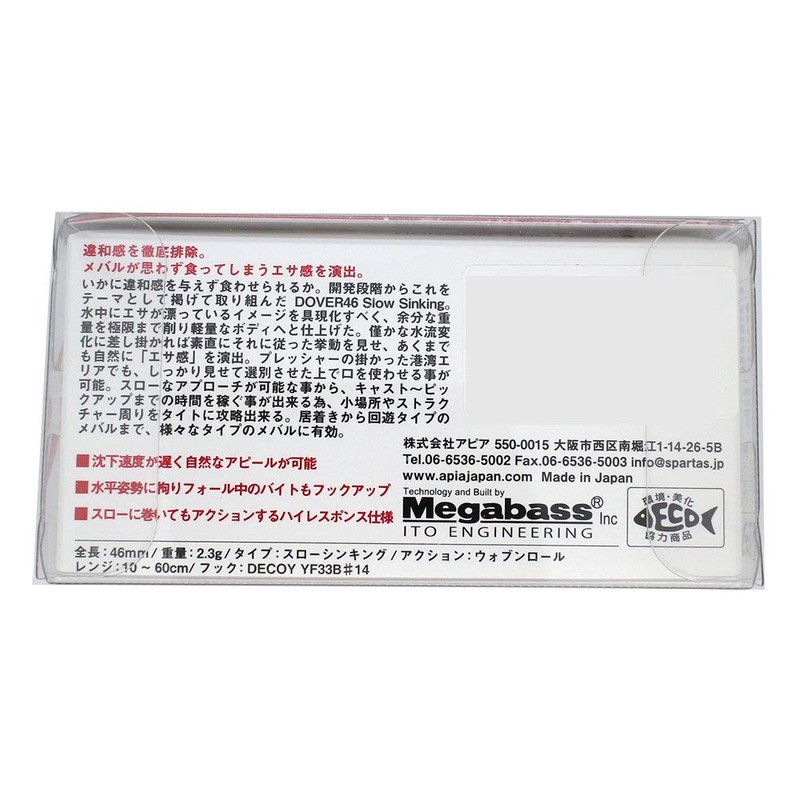 違和感を徹底排除。
メバルが思わず食ってしまうエサ感を演出。
いかに違和感を与えず食わせられるか。開発段階からこれを
テーマとして掲げて取り組んだ DOVER46 Slow Sinking。
水中にエサが漂っているイメージを具現化すべく、余分な重
量を極限まで削り軽量なボディへと仕上げた。僅かな水流変
化に差し掛かれば素直にそれに従った挙動を見せ、あくまで
も自然に「エサ感」を演出。プレッシャーの掛かった港湾エ
リアでも、しっかり見せて選別させた上で口を使わせる事が
可能。スローなアプローチが可能な事から、キャスト〜ピッ
クアップまでの時間を稼ぐ事が出来る為、小場所やストラク
チャー周りをタイトに攻略出来る。居着きから回遊タイプの
メバルまで、様々なタイプのメバルに有効。
■沈下速度が遅く自然なアピールが可能
■水平姿勢に拘りフォール中のバイトもフックアップ
■スローに巻いてもアクションするハイレスポンス仕様
株式会社アピア 550-0015 大阪市西区南堀江1-14-26-5B
Tel.06-6536-5002 Fax.06-6536-5003 info@spartas.jp
www.apiajapan.com Made in Japan
Technology and Built by
Megabass® Inc
ITO ENGINEERING
環境・美化
DECO
協力商品
全長:46mm/重量:2.3g/タイプ:スローシンキング/アクション:ウォブンロール
レンジ:10〜60cm/フック:DECOY YF33B♯14